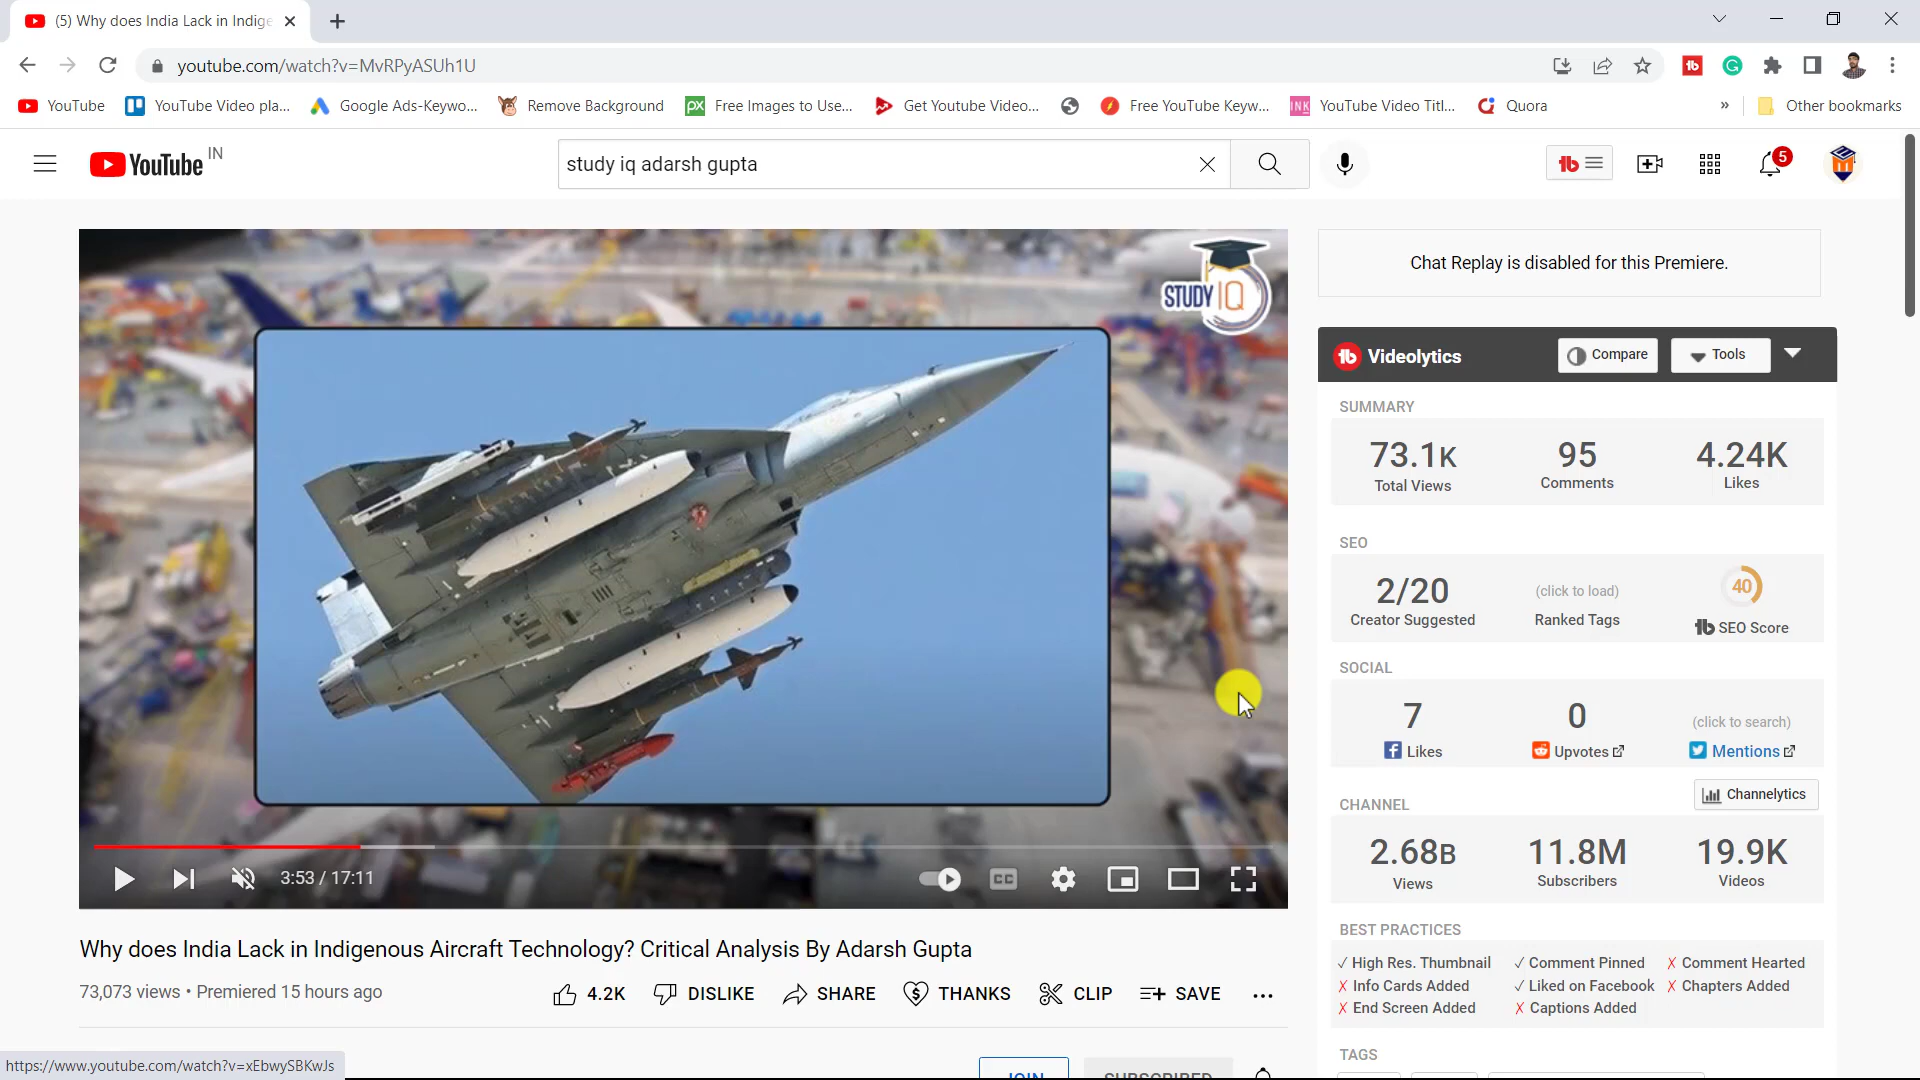 (5) Why does India Lack in Indige
youtube.com/watch?v=MvRPyASUh1U
YouTube
YouTube Video pla...
Google Ads-Keywo...
Remove Background
Free Images to Use...
Get Youtube Video...
Free YouTube Keyw...
YouTube Video Titl...
Quora
»
Other bookmarks
YouTube IN
study iq adarsh gupta
5
STUDY IQ
Chat Replay is disabled for this Premiere.
Videolytics
Compare
Tools
SUMMARY
73.1K 95 4.24K
Total Views Comments Likes
SEO
2/20 (click to load) 40
Creator Suggested Ranked Tags SEO Score
SOCIAL
7 0 (click to search)
Likes Upvotes Mentions
CHANNEL Channelytics
2.68B 11.8M 19.9K
Views Subscribers Videos
BEST PRACTICES
✓ High Res. Thumbnail ✓ Comment Pinned ✗ Comment Hearted
✗ Info Cards Added ✓ Liked on Facebook ✗ Chapters Added
✗ End Screen Added ✗ Captions Added
TAGS
3:53 / 17:11
CC
Why does India Lack in Indigenous Aircraft Technology? Critical Analysis By Adarsh Gupta
73,073 views • Premiered 15 hours ago
4.2K DISLIKE SHARE THANKS CLIP SAVE ...
JOIN SUBSCRIBED
https://www.youtube.com/watch?v=xEbwySBKwJs